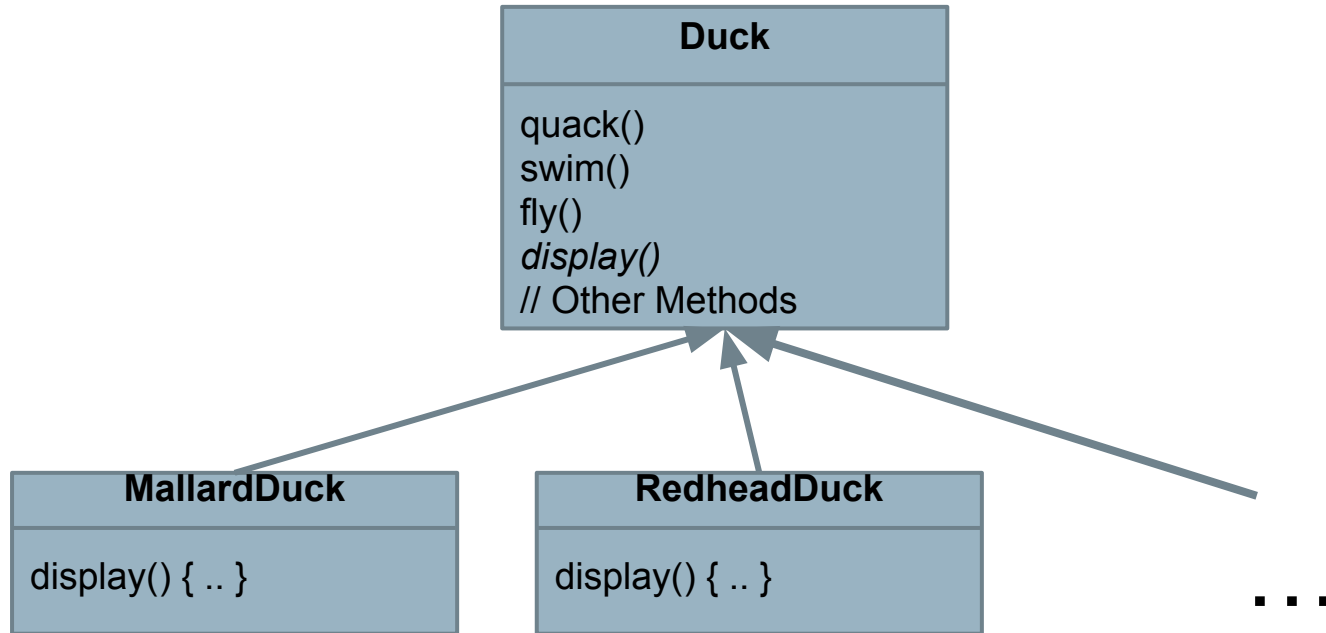 Duck
quack()
swim()
fly()
display()
// Other Methods
MallardDuck
RedheadDuck
display() { .. }
display() { .. }
...